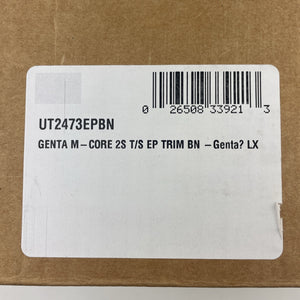 0 26508 33921 3
UT2473EPBN
GENTA M-CORE 2S T/S EP TRIM BN -Genta? LX